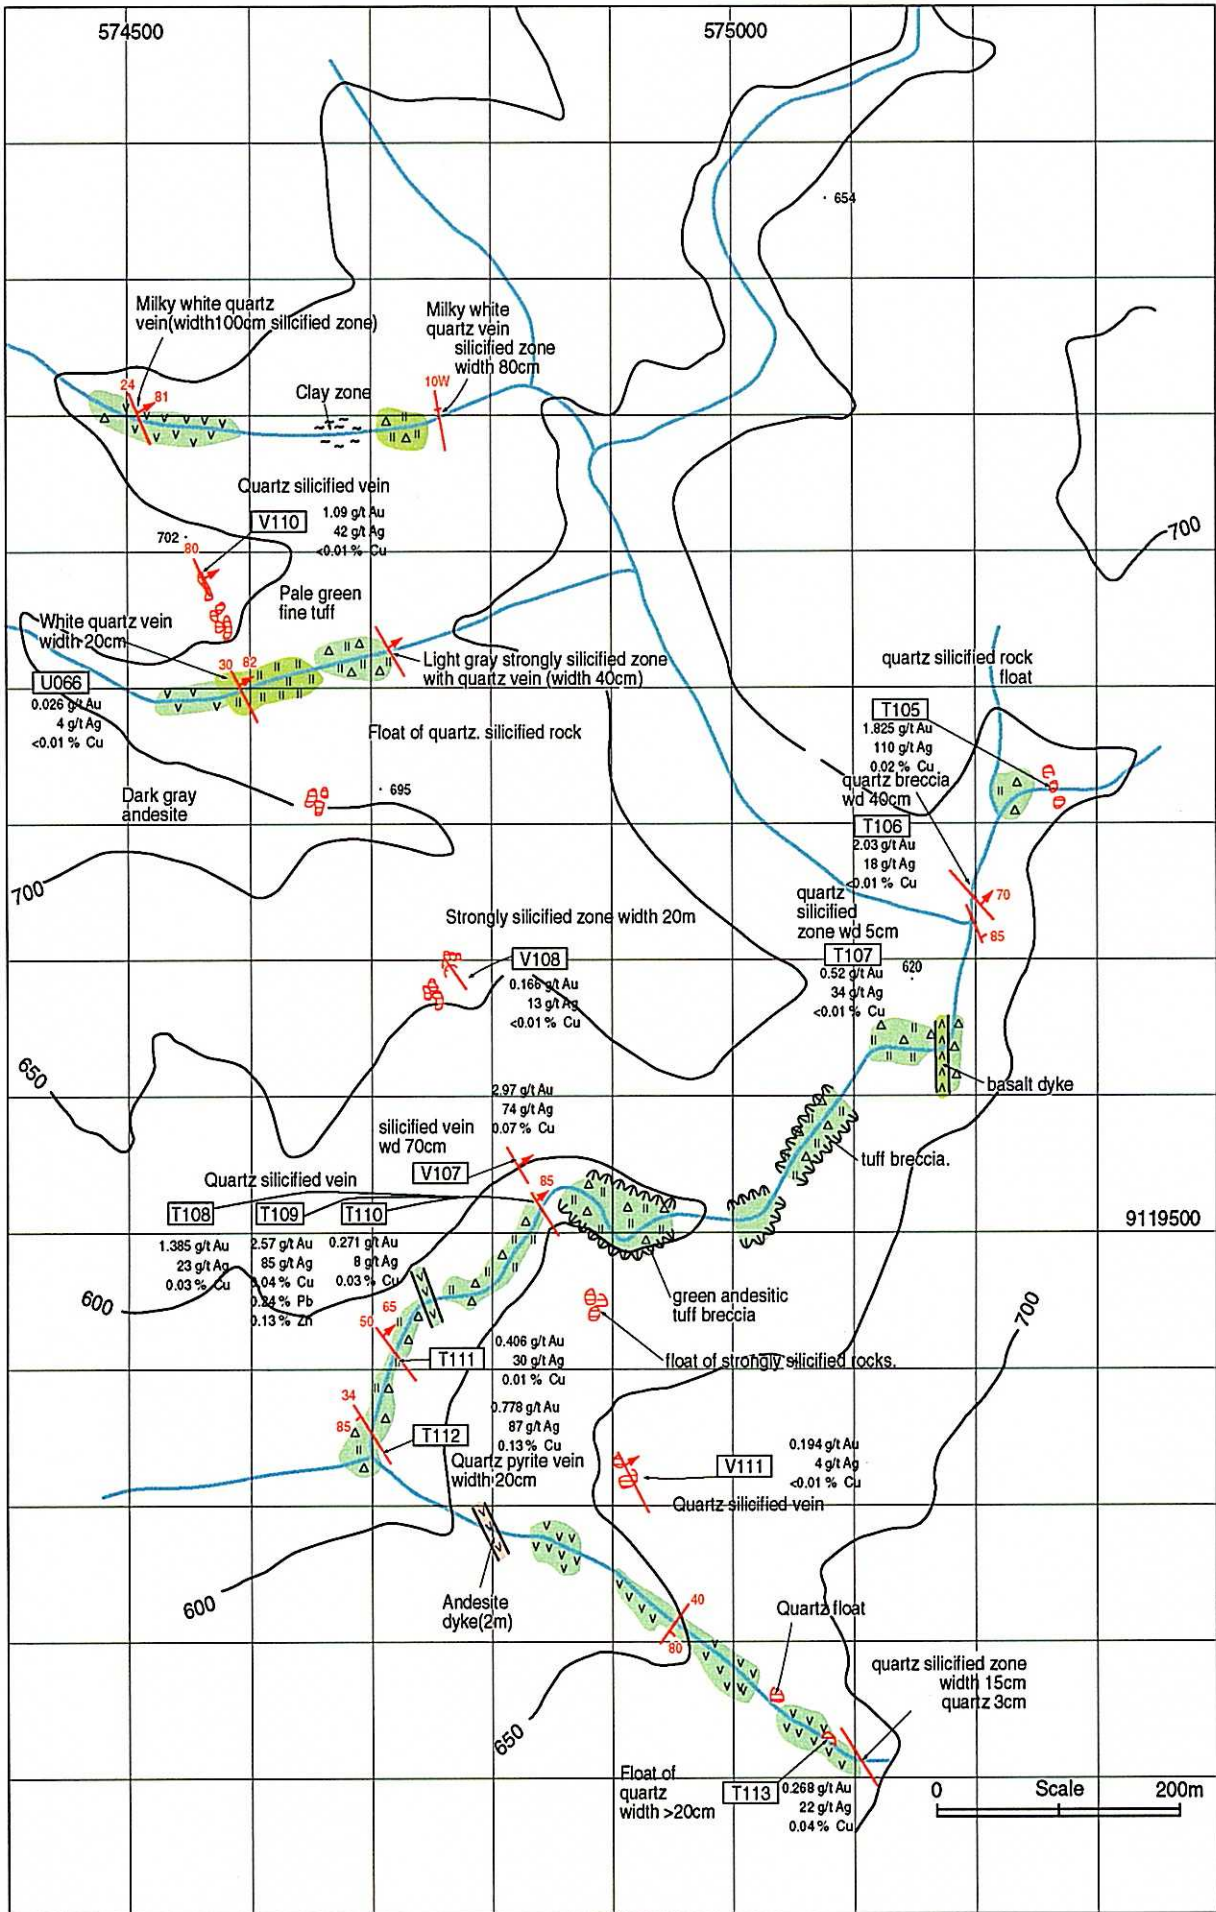 574500
575000
654
Milky white quartz
vein(width100cm silicified zone)
Milky white
quartz vein
silicified zone
width 80cm
24
81
10W
Clay zone
Quartz silicified vein
V110
1.09 g/t Au
42 g/t Ag
<0.01 % Cu
702
80
700
Pale green
fine tuff
White quartz vein
width 20cm
30
82
U066
0.026 g/t Au
4 g/t Ag
<0.01 % Cu
Light gray strongly silicified zone
with quartz vein (width 40cm)
quartz silicified rock
float
T105
1.825 g/t Au
110 g/t Ag
0.02 % Cu
Float of quartz. silicified rock
quartz breccia
wd 40cm
Dark gray
andesite
695
T106
2.03 g/t Au
18 g/t Ag
<0.01 % Cu
700
70
85
quartz
silicified
zone wd 5cm
Strongly silicified zone width 20m
V108
0.166 g/t Au
13 g/t Ag
<0.01 % Cu
T107
0.52 g/t Au
34 g/t Ag
<0.01 % Cu
620
650
basalt dyke
2.97 g/t Au
74 g/t Ag
0.07 % Cu
silicified vein
wd 70cm
V107
tuff breccia.
85
Quartz silicified vein
T108
T109
T110
1.385 g/t Au
23 g/t Ag
0.03 % Cu
2.57 g/t Au
85 g/t Ag
0.04 % Cu
0.24 % Pb
0.13 % Zn
0.271 g/t Au
8 g/t Ag
0.03 % Cu
9119500
600
green andesitic
tuff breccia
700
65
50
T111
0.406 g/t Au
30 g/t Ag
0.01 % Cu
float of strongly silicified rocks.
34
85
T112
0.778 g/t Au
87 g/t Ag
0.13 % Cu
Quartz pyrite vein
width 20cm
V111
0.194 g/t Au
4 g/t Ag
<0.01 % Cu
Quartz silicified vein
600
Andesite
dyke(2m)
40
80
Quartz float
quartz silicified zone
width 15cm
quartz 3cm
650
Float of
quartz
width >20cm
T113
0.268 g/t Au
22 g/t Ag
0.04 % Cu
0 Scale 200m